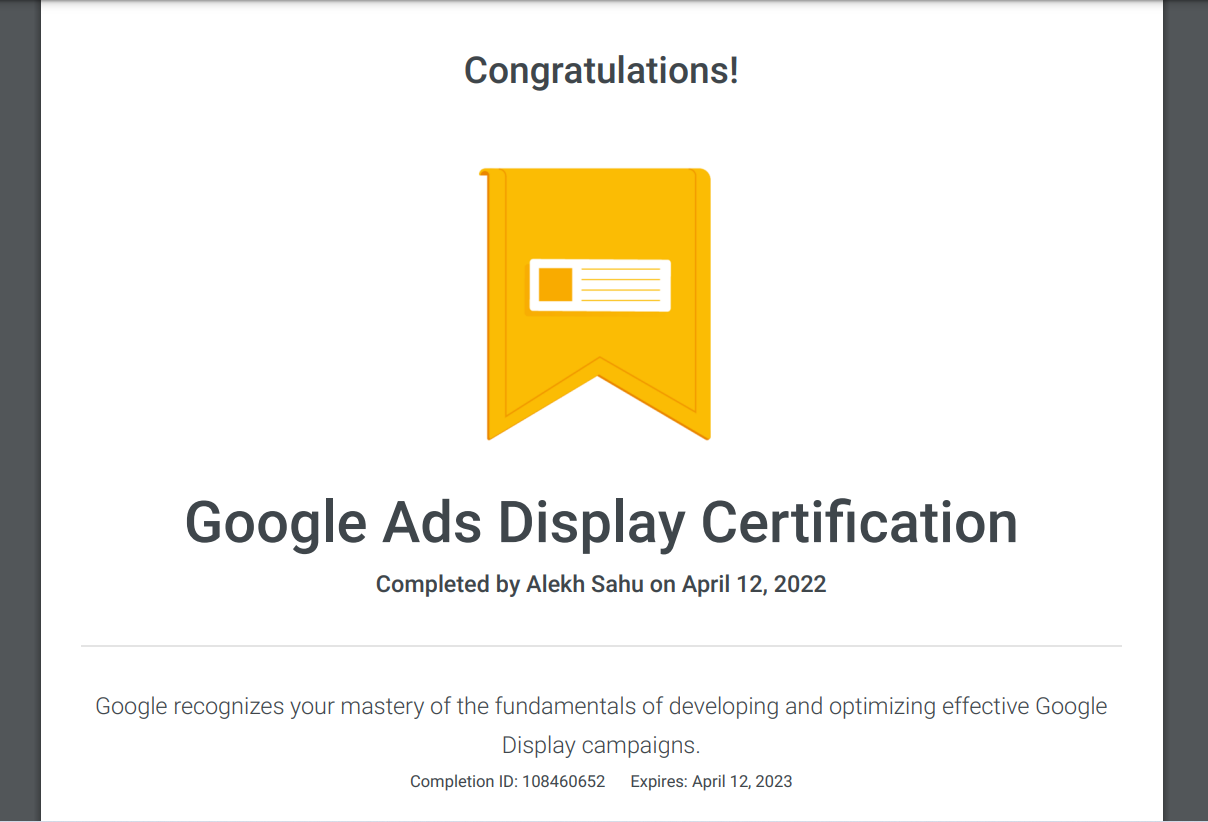 Congratulations!
Google Ads Display Certification
Completed by Alekh Sahu on April 12, 2022
Google recognizes your mastery of the fundamentals of developing and optimizing effective Google
Display campaigns.
Completion ID: 108460652 Expires: April 12, 2023